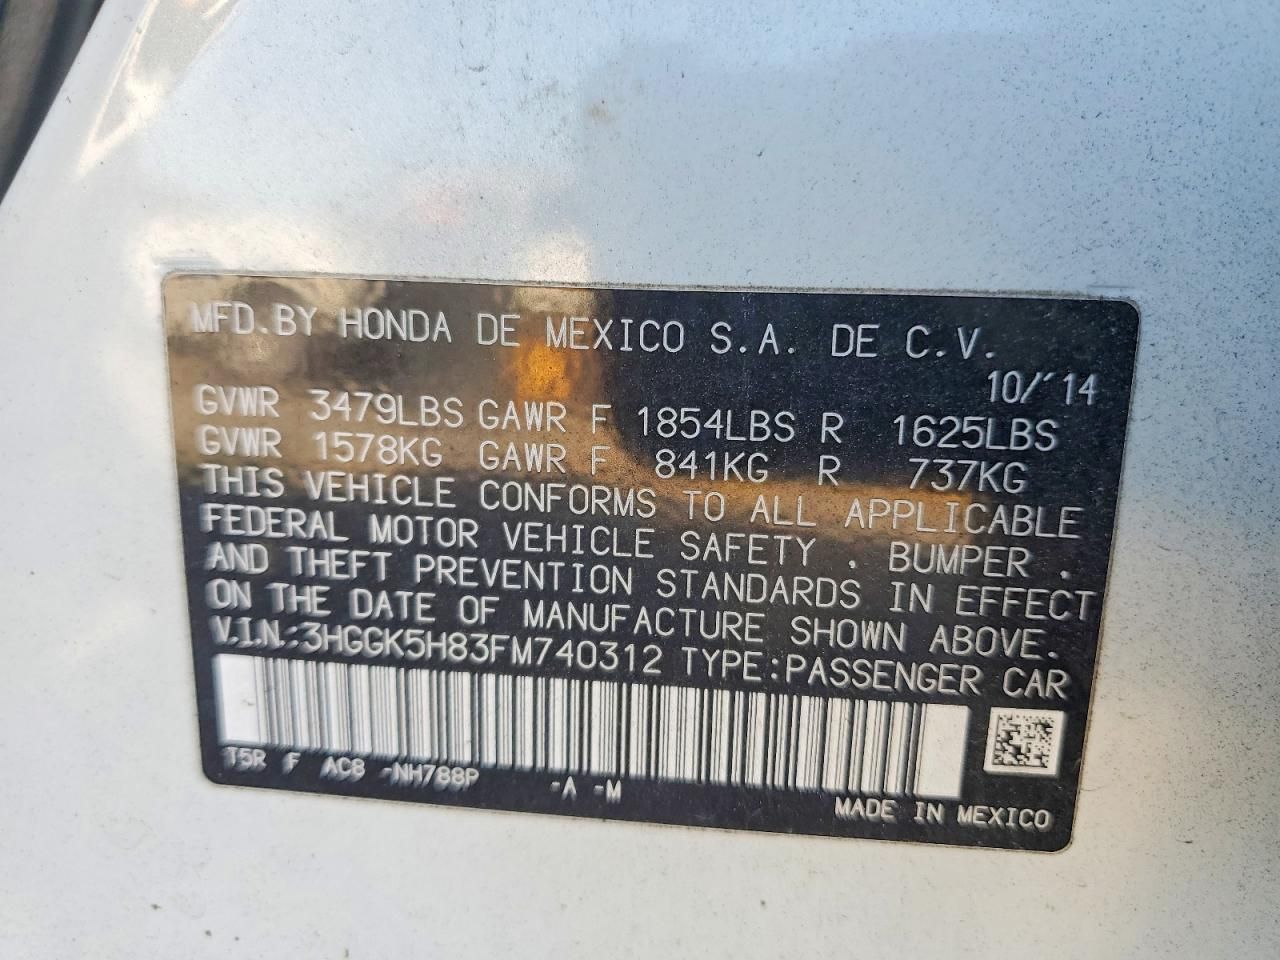 MFD.BY HONDA DE MEXICO S.A. DE C.V.
10/'14
GVWR 3479LBS GAWR F 1854LBS R 1625LBS
GVWR 1578KG GAWR F 841KG R 737KG
THIS VEHICLE CONFORMS TO ALL APPLICABLE
FEDERAL MOTOR VEHICLE SAFETY , BUMPER ,
AND THEFT PREVENTION STANDARDS IN EFFECT
ON THE DATE OF MANUFACTURE SHOWN ABOVE.
V.I.N.:3HGGK5H83FM740312 TYPE:PASSENGER CAR
T5R F AC8 -NH788P -A -M
MADE IN MEXICO